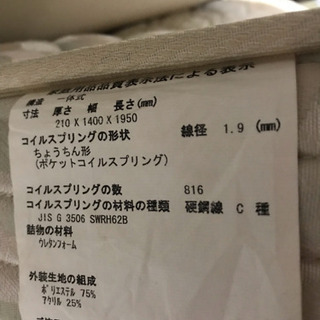 家庭用品品質表示法による表示
構造 一体式
寸法 厚さ 幅 長さ(mm)
210 X 1400 X 1950
コイルスプリングの形状 線径 1.9 (mm)
ちょうちん形
(ポケットコイルスプリング)
コイルスプリングの数 816
コイルスプリングの材料の種類 硬鋼線 C 種
JIS G 3506 SWRH62B
詰物の材料
ウレタンフォーム
外装生地の組成
ポリエステル 75%
アクリル 25%